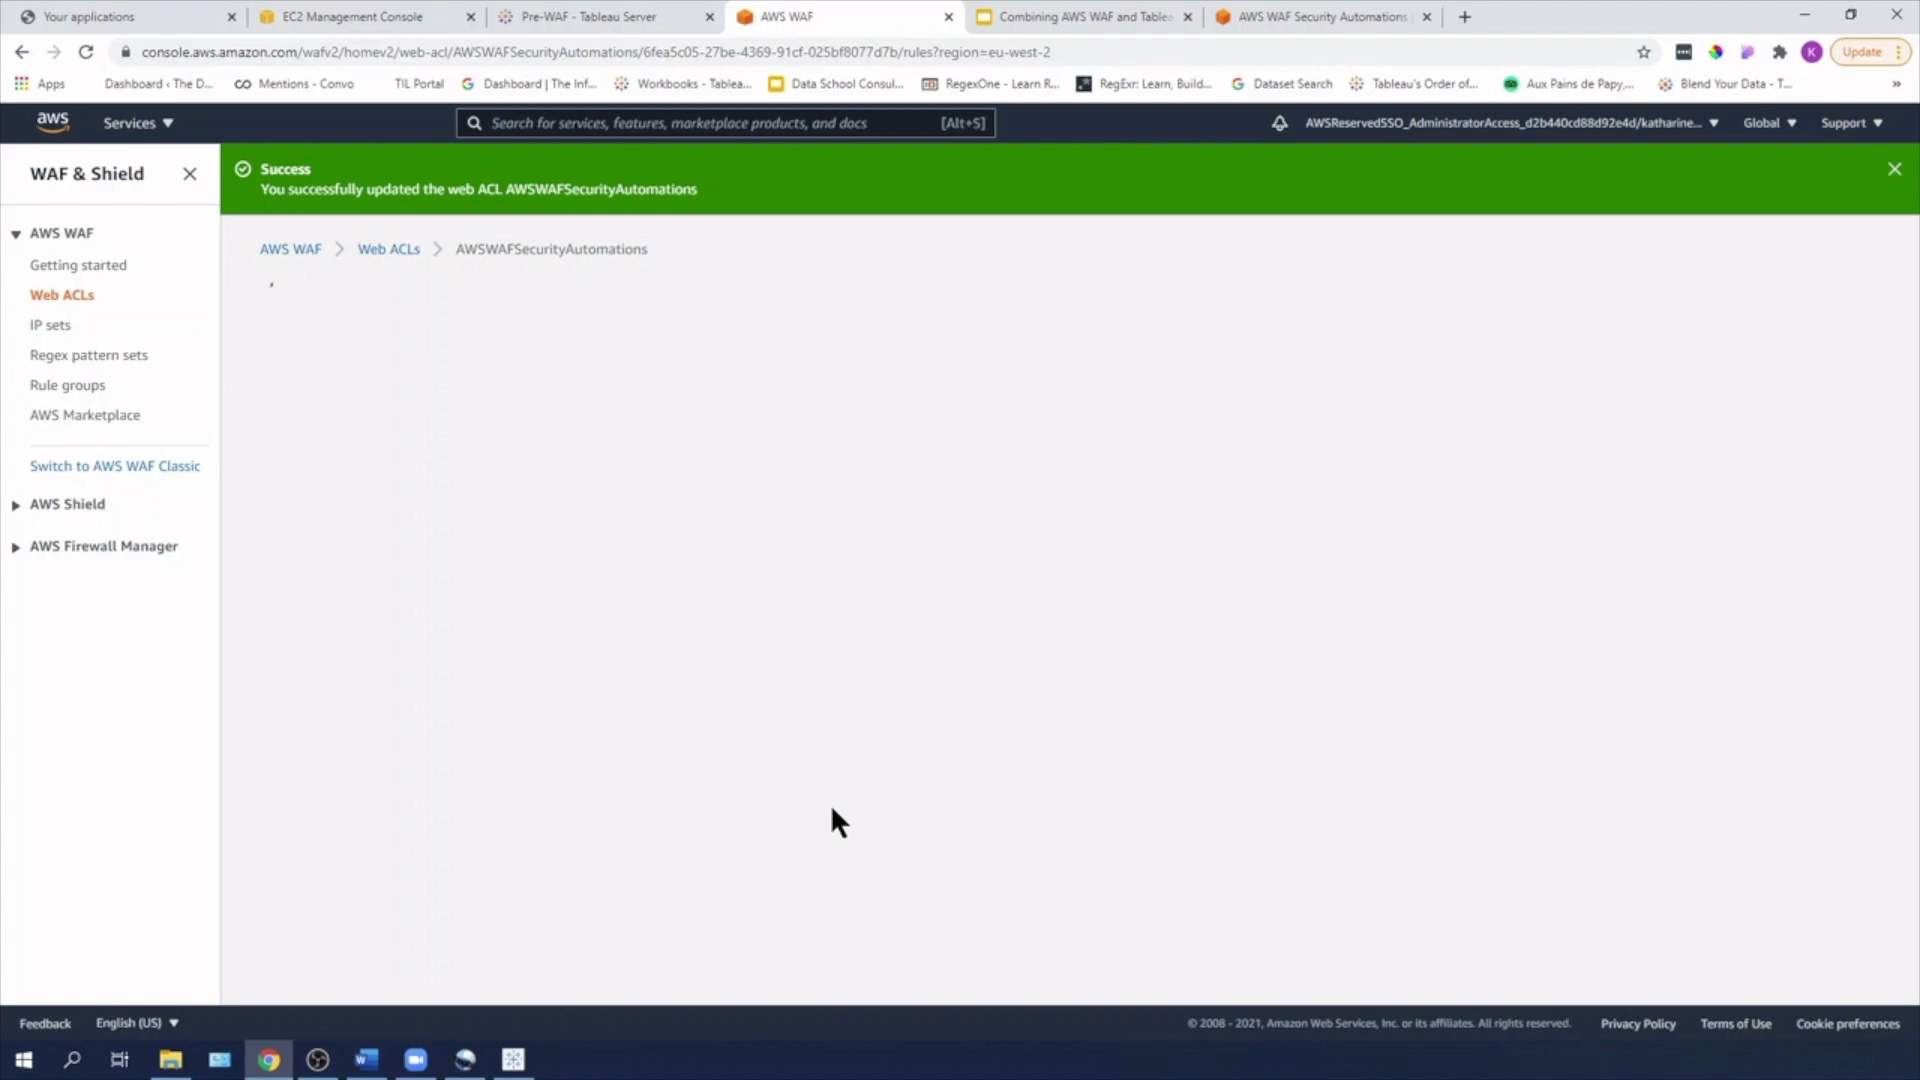 Your applications
EC2 Management Console
Pre-WAF - Tableau Server
AWS WAF
Combining AWS WAF and Tablea
AWS WAF Security Automations
console.aws.amazon.com/wafv2/homev2/web-acl/AWSWAFSecurityAutomations/6fea5c05-27be-4369-91cf-025bf8077d7b/rules?region=eu-west-2
K
Update
Apps
Dashboard ‹ The D...
Mentions - Convo
TIL Portal
Dashboard | The Inf...
Workbooks - Tablea...
Data School Consul...
RegexOne - Learn R...
RegExr: Learn, Build...
Dataset Search
Tableau's Order of...
Aux Pains de Papy,...
Blend Your Data - T...
»
aws
Services
Search for services, features, marketplace products, and docs
[Alt+S]
AWSReservedSSO_AdministratorAccess_d2b440cd88d92e4d/katharine...
Global
Support
WAF & Shield
Success
You successfully updated the web ACL AWSWAFSecurityAutomations
AWS WAF
Getting started
Web ACLs
IP sets
Regex pattern sets
Rule groups
AWS Marketplace
Switch to AWS WAF Classic
AWS Shield
AWS Firewall Manager
AWS WAF > Web ACLs > AWSWAFSecurityAutomations
Feedback
English (US)
© 2008 - 2021, Amazon Web Services, Inc. or its affiliates. All rights reserved.
Privacy Policy
Terms of Use
Cookie preferences